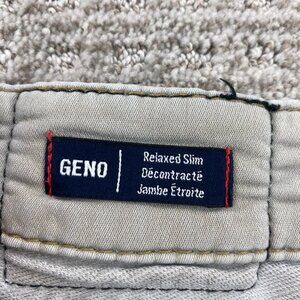 GENO
Relaxed Slim
Décontracté
Jambe Étroite